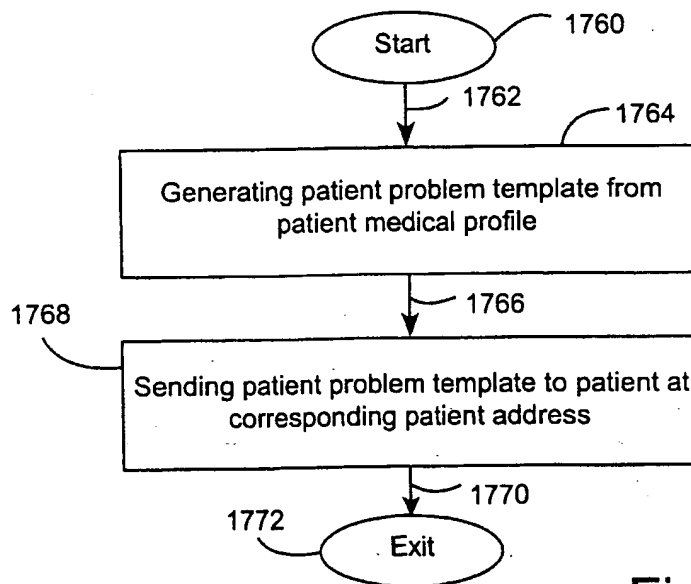 Start
1760
1762
1764
Generating patient problem template from
patient medical profile
1766
1768
Sending patient problem template to patient at
corresponding patient address
1770
1772
Exit